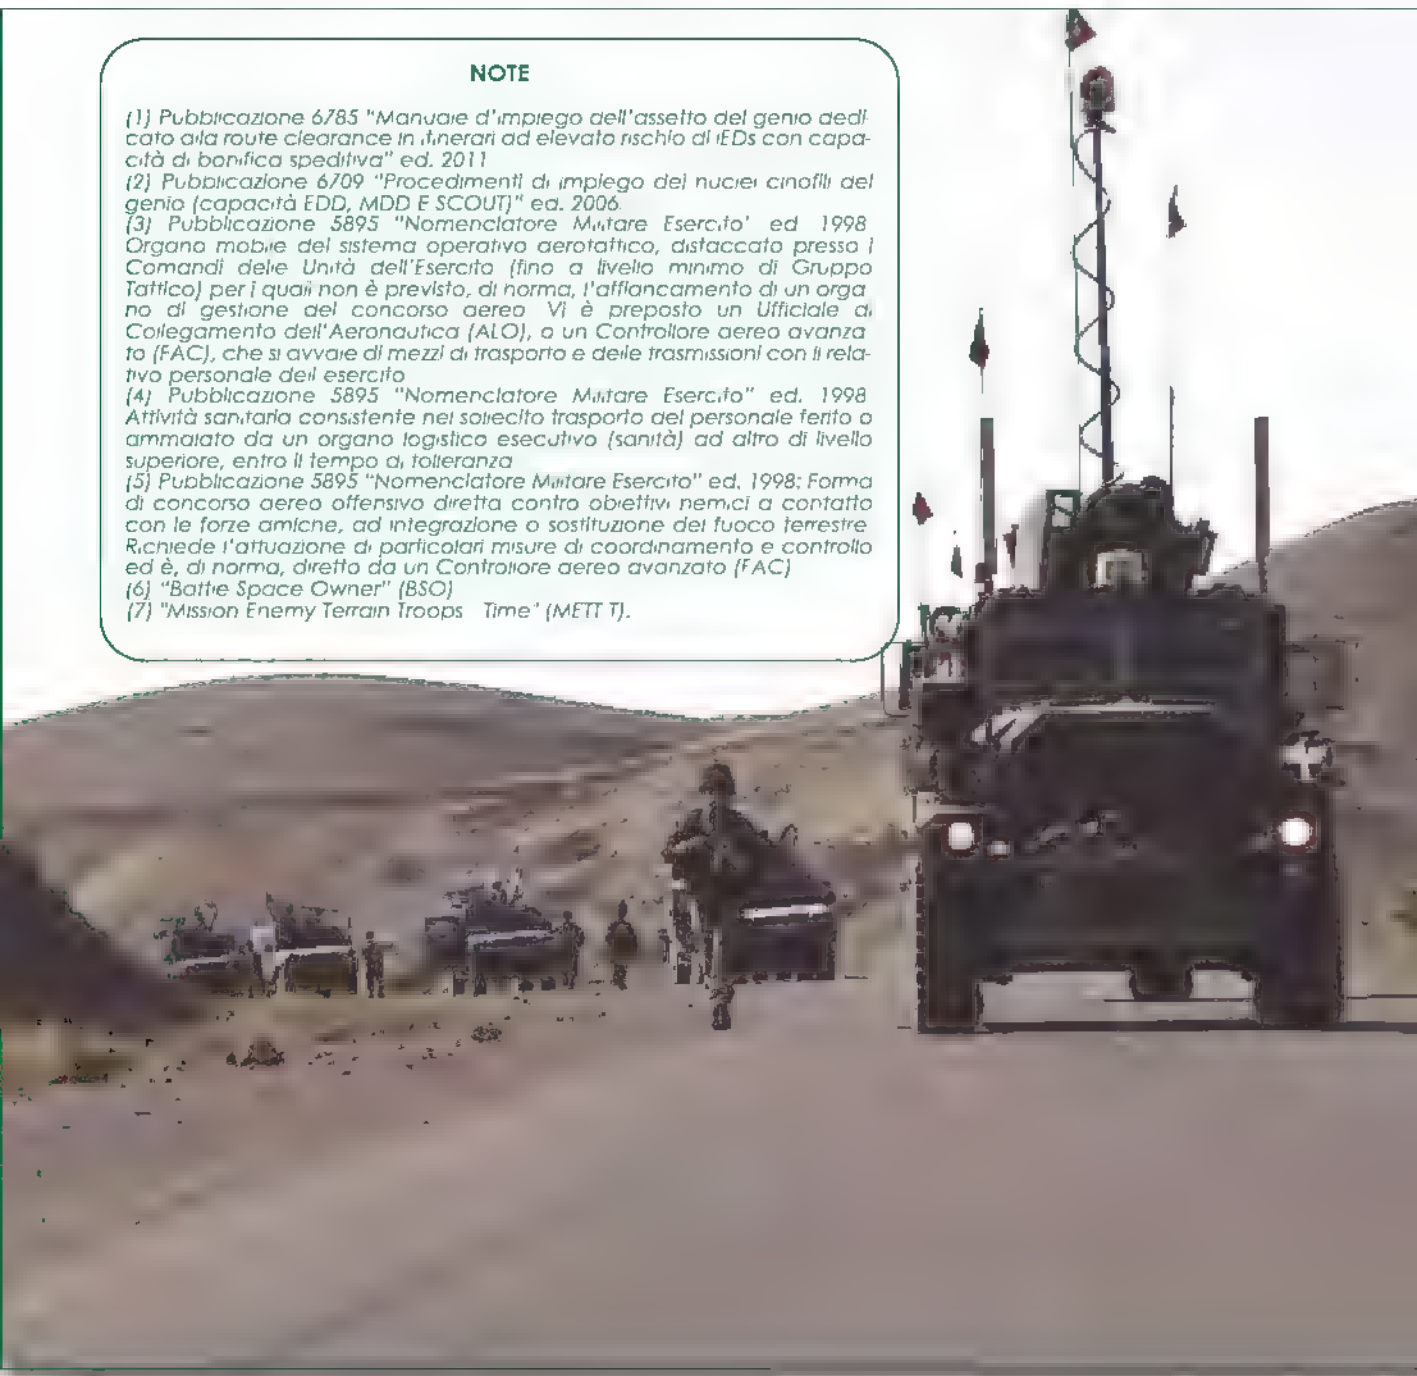 NOTE
(1) Pubblicazione 6785 "Manuale d'impiego dell'assetto del genio dedi-
cato alla route clearance in itinerari ad elevato rischio di IEDs con capa-
cità di bonifica speditiva" ed. 2011
(2) Pubblicazione 6709 "Procedimenti di impiego dei nuclei cinofili del
genio (capacità EDD, MDD E SCOUT)" ed. 2006.
(3) Pubblicazione 5895 "Nomenclatore Militare Esercito" ed 1998
Organo mobile del sistema operativo aerotattico, distaccato presso i
Comandi delle Unità dell'Esercito (fino a livello minimo di Gruppo
Tattico) per i quali non è previsto, di norma, l'affiancamento di un orga
no di gestione del concorso aereo Vi è preposto un Ufficiale di
Collegamento dell'Aeronautica (ALO), o un Controllore aereo avanza
to (FAC), che si avvale di mezzi di trasporto e delle trasmissioni con il rela-
tivo personale dell esercito
(4) Pubblicazione 5895 "Nomenclatore Militare Esercito" ed. 1998
Attività sanitaria consistente nel sollecito trasporto del personale ferito o
ammalato da un organo logistico esecutivo (sanità) ad altro di livello
superiore, entro il tempo di tolleranza
(5) Pubblicazione 5895 "Nomenclatore Militare Esercito" ed. 1998: Forma
di concorso aereo offensivo diretta contro obiettivi nemici a contatto
con le forze amiche, ad integrazione o sostituzione del fuoco terrestre
Richiede l'attuazione di particolari misure di coordinamento e controllo
ed è, di norma, diretto da un Controllore aereo avanzato (FAC)
(6) "Battle Space Owner" (BSO)
(7) "Mission Enemy Terrain Troops Time" (METT T).